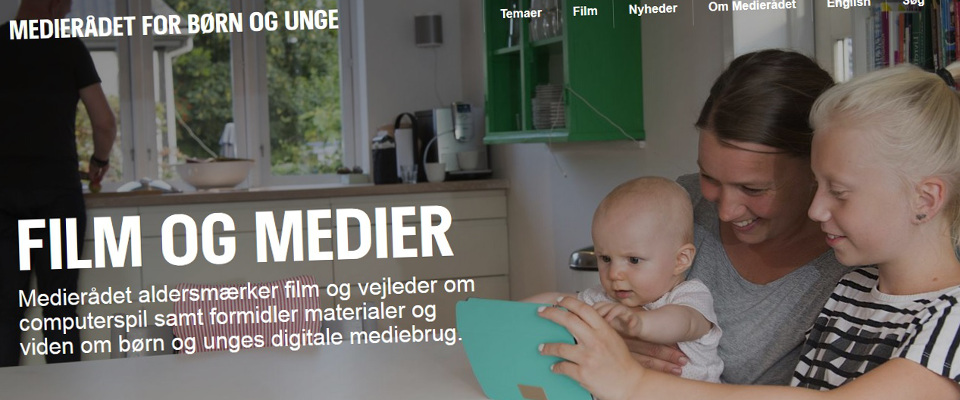 MEDIERÅDET FOR BØRN OG UNGE
Temaer Film Nyheder Om Medierådet English Søg
FILM OG MEDIER
Medierådet aldersmærker film og vejleder om
computerspil samt formidler materialer og
viden om børn og unges digitale mediebrug.